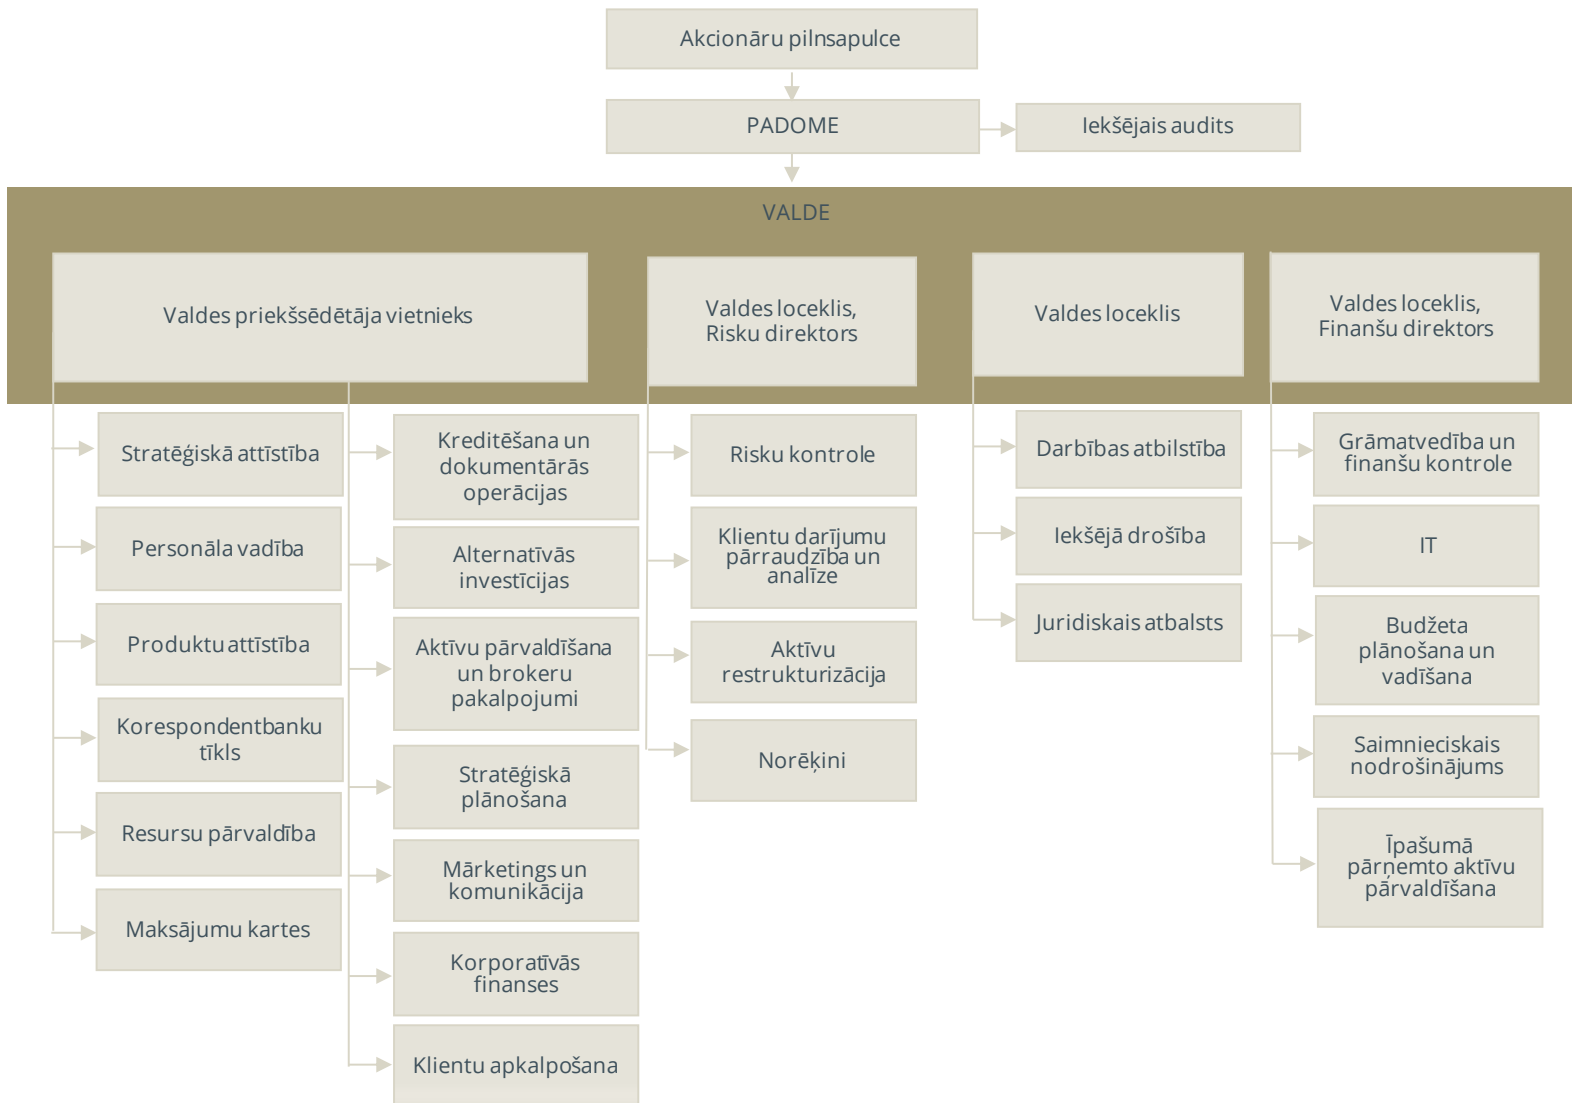 Akcionāru pilnsapulce
PADOME
Iekšējais audits
VALDE
Valdes priekšsēdētāja vietnieks
Valdes loceklis,
Risku direktors
Valdes loceklis
Valdes loceklis,
Finanšu direktors
Stratēģiskā attīstība
Personāla vadība
Produktu attīstība
Korespondentbanku
tīkls
Resursu pārvaldība
Maksājumu kartes
Kreditēšana un
dokumentārās
operācijas
Alternatīvās
investīcijas
Aktīvu pārvaldīšana
un brokeru
pakalpojumi
Stratēģiskā
plānošana
Mārketings un
komunikācija
Korporatīvās
finanses
Klientu apkalpošana
Risku kontrole
Klientu darījumu
pārraudzība un
analīze
Aktīvu
restrukturizācija
Norēķini
Darbības atbilstība
Iekšējā drošība
Juridiskais atbalsts
Grāmatvedība un
finanšu kontrole
IT
Budžeta
plānošana un
vadīšana
Saimnieciskais
nodrošinājums
Īpašumā
pārņemto aktīvu
pārvaldīšana